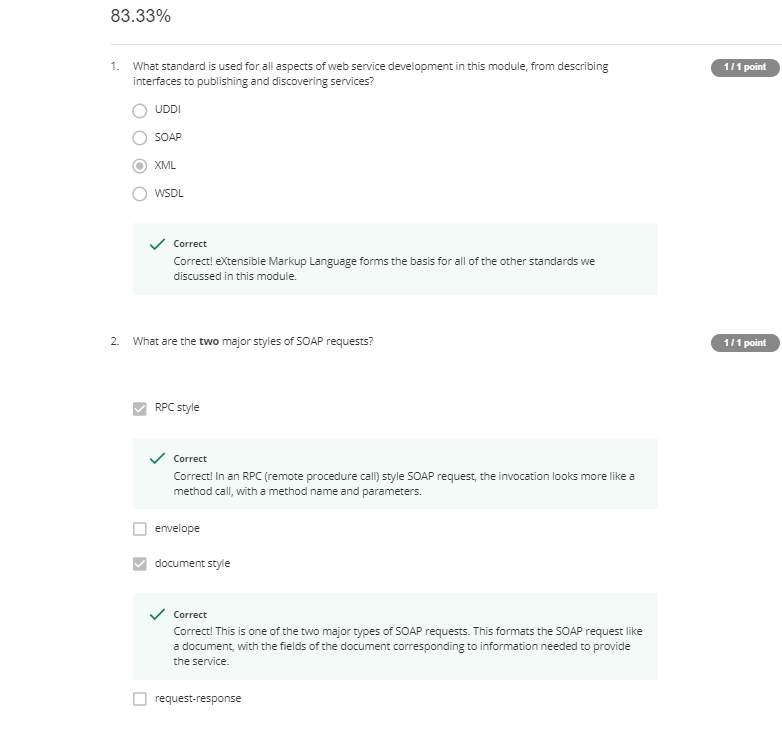 83.33%
1. What standard is used for all aspects of web service development in this module, from describing
interfaces to publishing and discovering services?
1 / 1 point
UDDI
SOAP
XML
WSDL
Correct
Correct! eXtensible Markup Language forms the basis for all of the other standards we
discussed in this module.
2. What are the two major styles of SOAP requests?
1 / 1 point
RPC style
Correct
Correct! In an RPC (remote procedure call) style SOAP request, the invocation looks more like a
method call, with a method name and parameters.
envelope
document style
Correct
Correct! This is one of the two major types of SOAP requests. This formats the SOAP request like
a document, with the fields of the document corresponding to information needed to provide
the service.
request-response